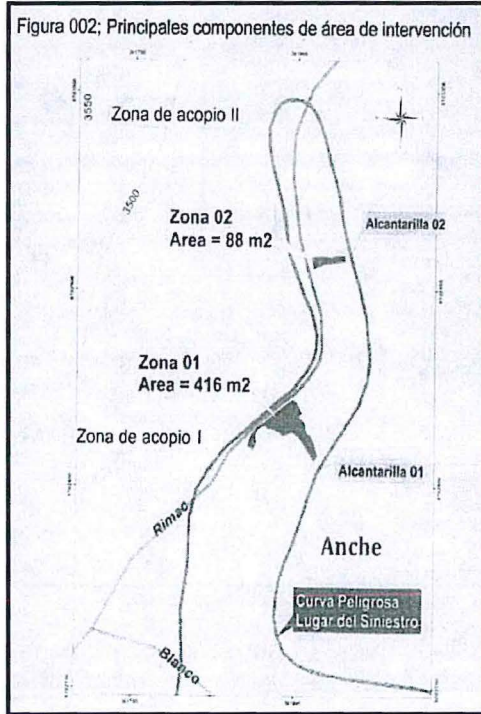 Figura 002; Principales componentes de área de intervención
3550
Zona de acopio II
3500
Zona 02
Area = 88 m2
Alcantarilla 02
Zona 01
Area = 416 m2
Zona de acopio I
Alcantarilla 01
Rimac
Anche
Curva Peligrosa
Lugar del Siniestro
Blanco